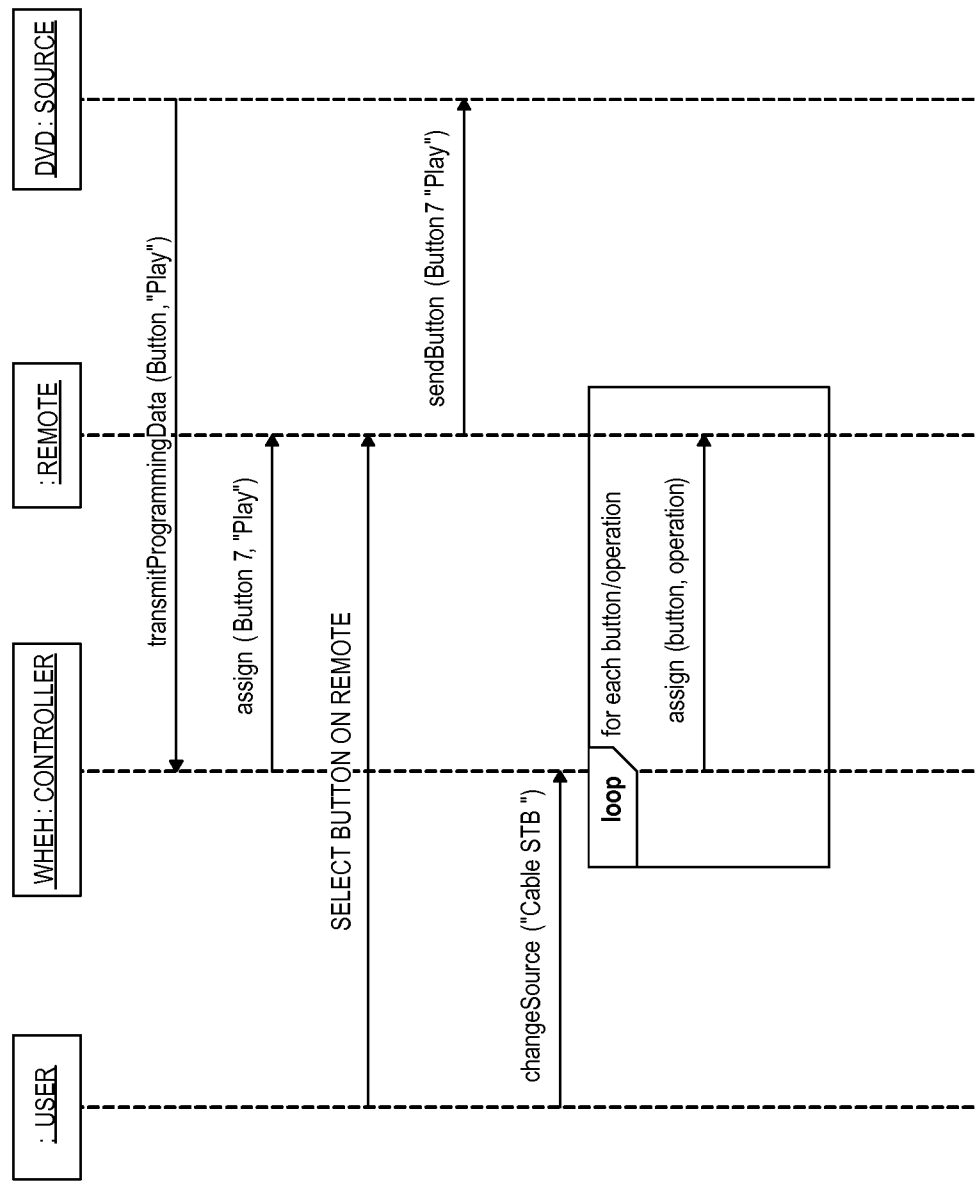 : USER
WHEH: CONTROLLER
: REMOTE
DVD: SOURCE
transmitProgrammingData (Button, "Play")
assign (Button 7, "Play")
SELECT BUTTON ON REMOTE
sendButton (Button 7 "Play")
changeSource ("Cable STB ")
loop
for each button/operation
assign (button, operation)